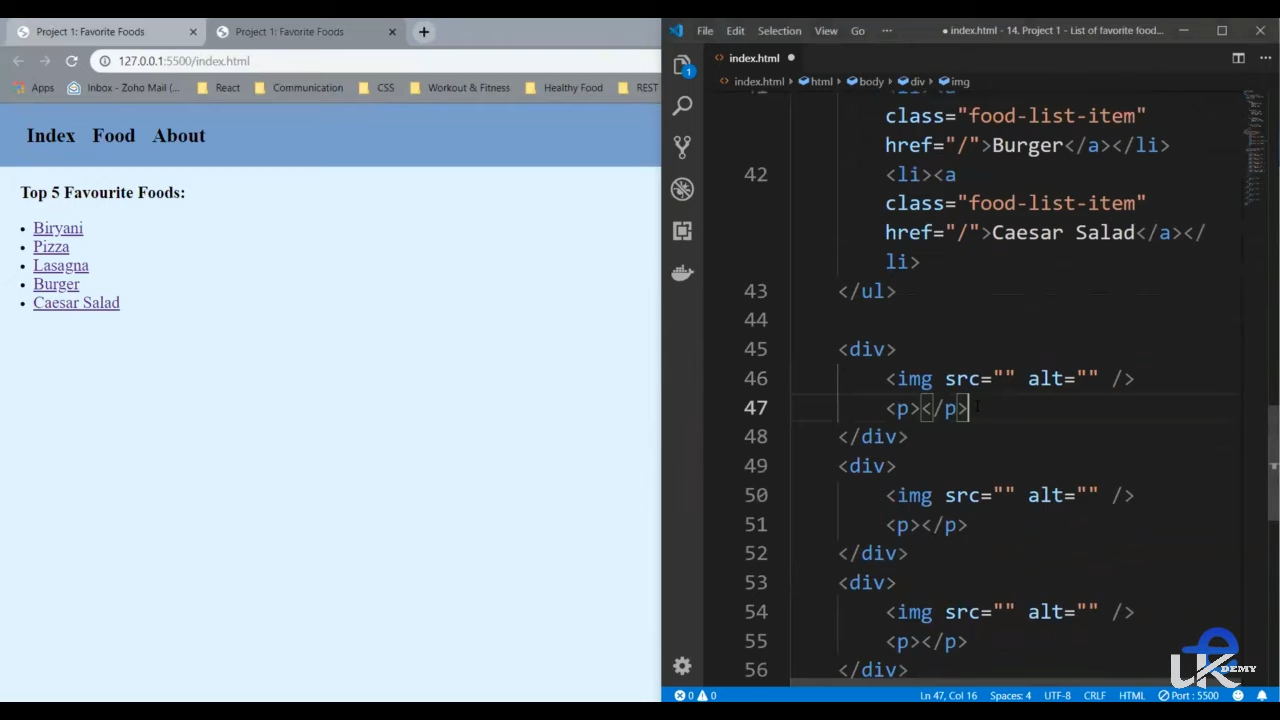 Project 1: Favorite Foods
Project 1: Favorite Foods
127.0.0.1:5500/index.html
Apps
Inbox - Zoho Mail (...
React
Communication
CSS
Workout & Fitness
Healthy Food
REST
Index Food About
Top 5 Favourite Foods:
Biryani
Pizza
Lasagna
Burger
Caesar Salad
File Edit Selection View Go ···
● index.html - 14. Project 1 - List of favorite food...
index.html
index.html > html > body > div > img
1
class="food-list-item"
href="/">Burger</a></li>
42 <li><a
class="food-list-item"
href="/">Caesar Salad</a></
li>
43 </ul>
44
45 <div>
46 <img src="" alt="" />
47 <p></p>
48 </div>
49 <div>
50 <img src="" alt="" />
51 <p></p>
52 </div>
53 <div>
54 <img src="" alt="" />
55 <p></p>
56 </div>
UKDEMY
0 0
Ln 47, Col 16 Spaces: 4 UTF-8 CRLF HTML Port : 5500